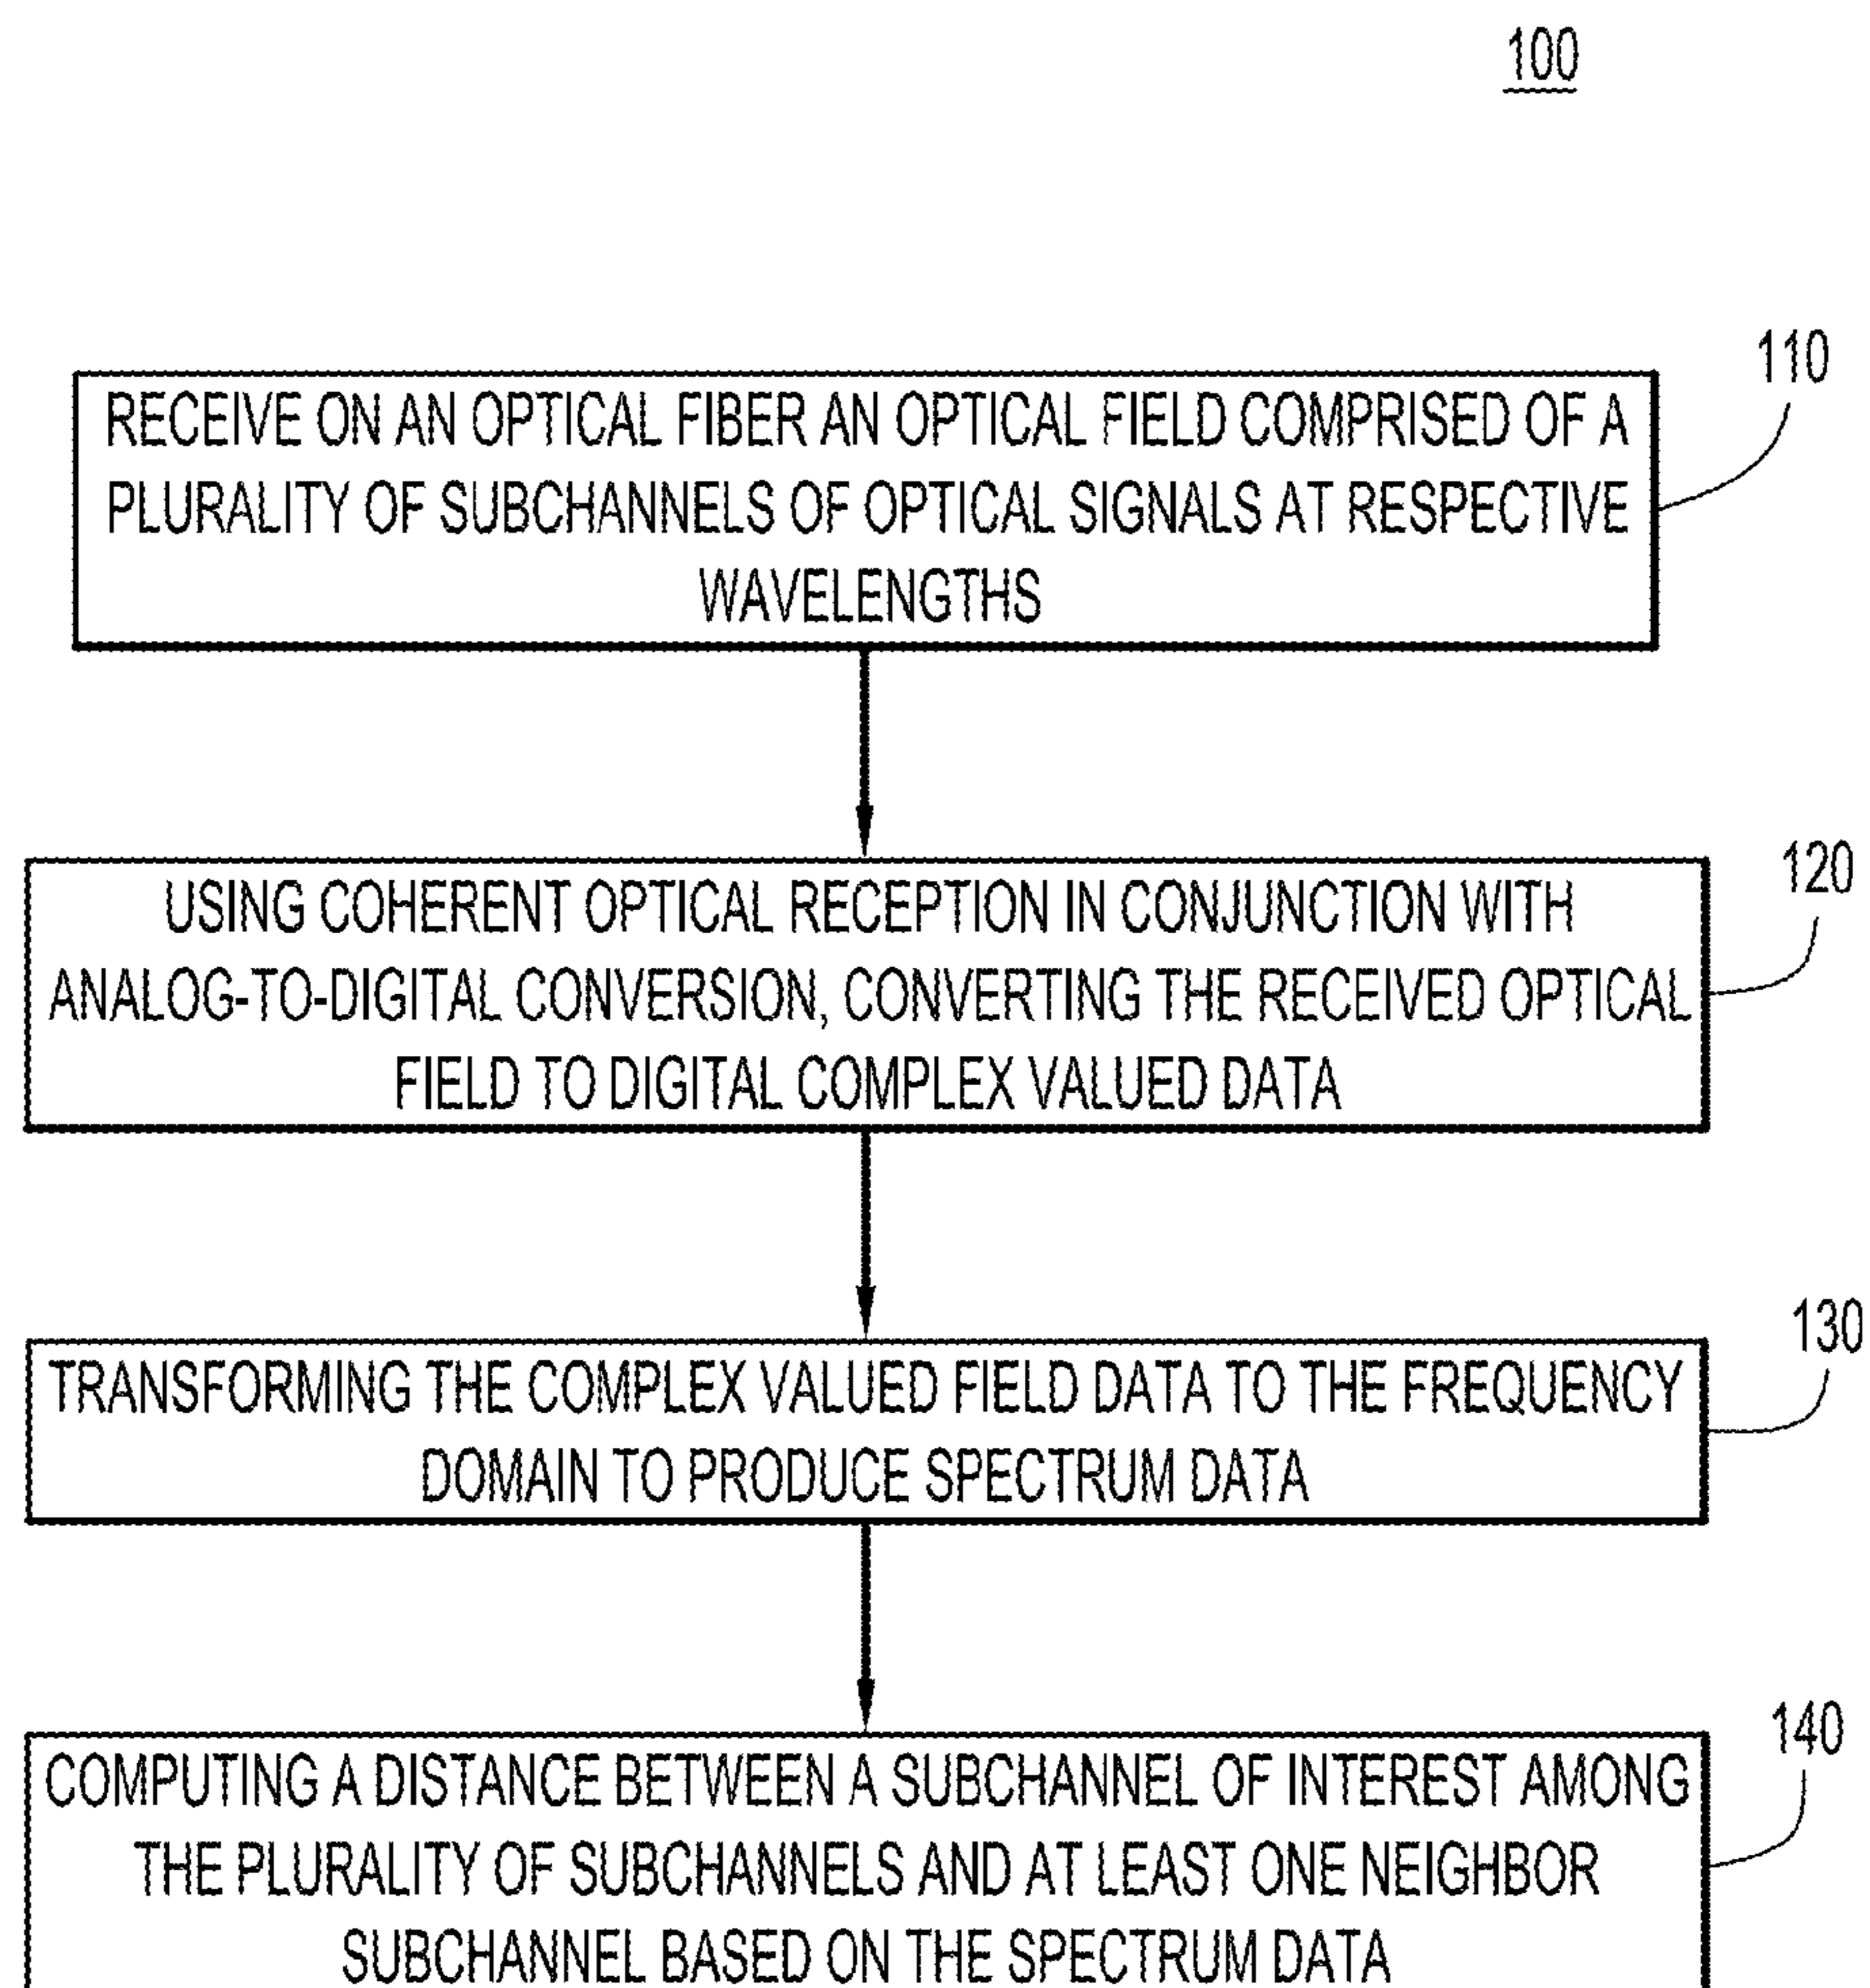 100
110
RECEIVE ON AN OPTICAL FIBER AN OPTICAL FIELD COMPRISED OF A
PLURALITY OF SUBCHANNELS OF OPTICAL SIGNALS AT RESPECTIVE
WAVELENGTHS
120
USING COHERENT OPTICAL RECEPTION IN CONJUNCTION WITH
ANALOG-TO-DIGITAL CONVERSION, CONVERTING THE RECEIVED OPTICAL
FIELD TO DIGITAL COMPLEX VALUED DATA
130
TRANSFORMING THE COMPLEX VALUED FIELD DATA TO THE FREQUENCY
DOMAIN TO PRODUCE SPECTRUM DATA
140
COMPUTING A DISTANCE BETWEEN A SUBCHANNEL OF INTEREST AMONG
THE PLURALITY OF SUBCHANNELS AND AT LEAST ONE NEIGHBOR
SUBCHANNEL BASED ON THE SPECTRUM DATA